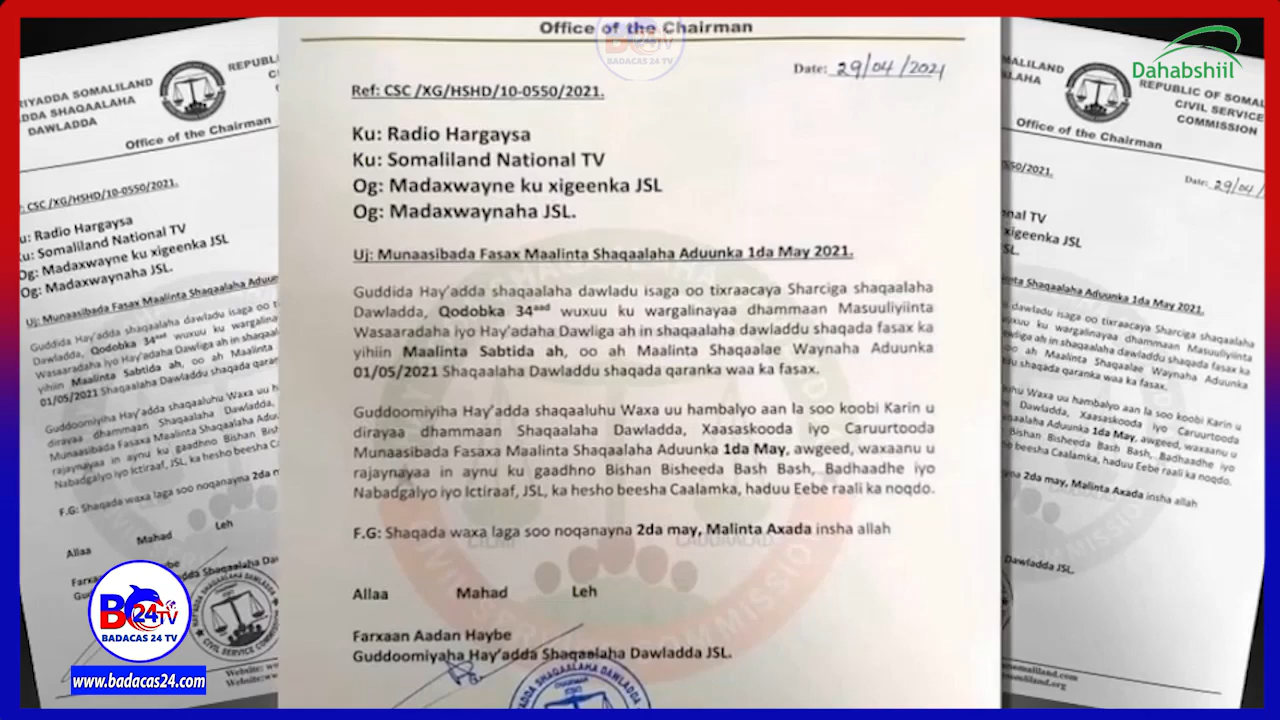 Office of the Chairman
Date: 29/04/2021
Ref: CSC /XG/HSHD/10-0550/2021.
Ku: Radio Hargaysa
Ku: Somaliland National TV
Og: Madaxwayne ku xigeenka JSL
Og: Madaxwaynaha JSL.
Uj: Munaasibada Fasax Maalinta Shaqaalaha Aduunka 1da May 2021.
Guddida Hay'adda shaqaalaha dawladu isaga oo tixraacaya Sharciga shaqaalaha
Dawladda, Qodobka 34aad wuxuu ku wargalinayaa dhammaan Masuuliyiinta
Wasaaradaha iyo Hay'adaha Dawliga ah in shaqaalaha dawladdu shaqada fasax ka
yihiin Maalinta Sabtida ah, oo ah Maalinta Shaqaalae Waynaha Aduunka
01/05/2021 Shaqaalaha Dawladdu shaqada qaranka waa ka fasax.
Guddoomiyiha Hay'adda shaqaaluhu Waxa uu hambalyo aan la soo koobi Karin u
dirayaa dhammaan Shaqaalaha Dawladda, Xaasaskooda iyo Caruurtooda
Munaasibada Fasaxa Maalinta Shaqaalaha Aduunka 1da May, awgeed, waxaanu u
rajaynayaa in aynu ku gaadhno Bishan Bisheeda Bash Bash, Badhaadhe iyo
Nabadgalyo iyo Ictiraaf, JSL, ka hesho beesha Caalamka, haduu Eebe raali ka noqdo.
F.G: Shaqada waxa laga soo noqanayna 2da may, Malinta Axada insha allah
Allaa Mahad Leh
Farxaan Aadan Haybe
Guddoomiyaha Hay'adda Shaqaalaha Dawladda JSL.
BADACAS 24 TV
Dahabshiil
REPUBLIC OF SOMAL
CIVIL SERVICE
COMMISSION
Office of the Chairman
BC24TV
BADACAS 24 TV
www.badacas24.com